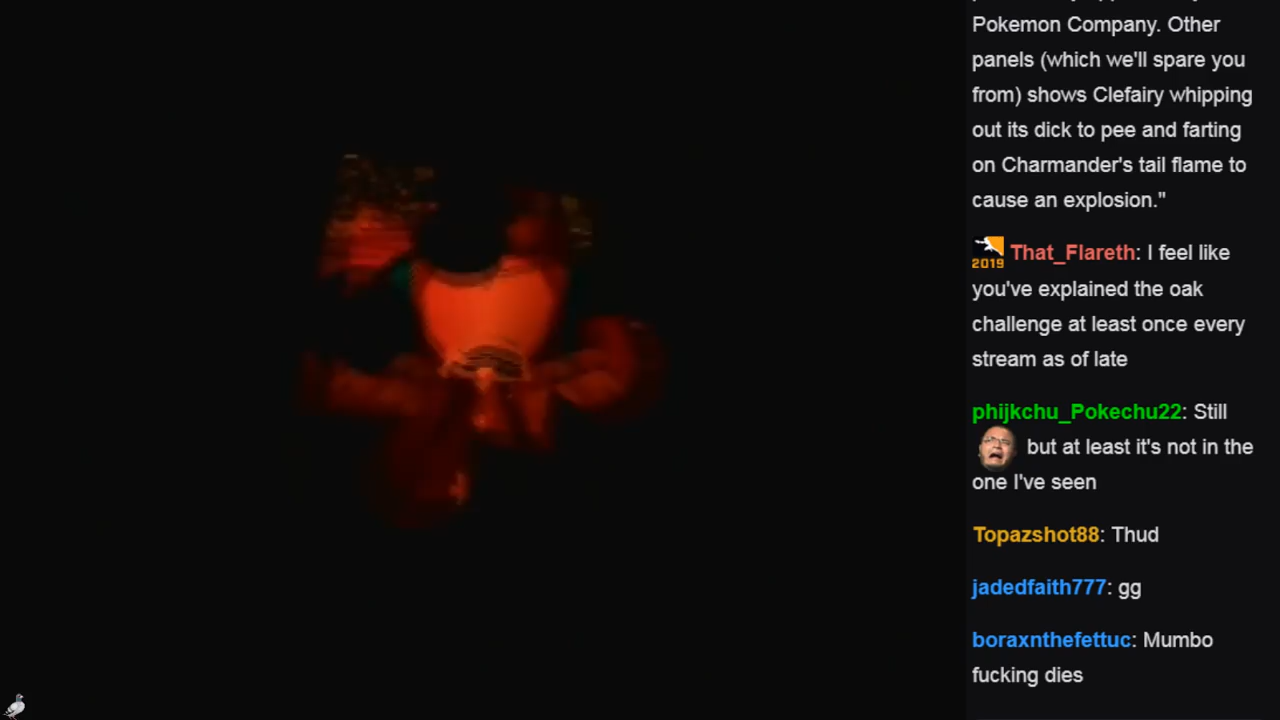 Pokemon Company. Other
panels (which we'll spare you
from) shows Clefairy whipping
out its dick to pee and farting
on Charmander's tail flame to
cause an explosion."
2019 That_Flareth: I feel like
you've explained the oak
challenge at least once every
stream as of late
phijkchu_Pokechu22: Still
but at least it's not in the
one I've seen
Topazshot88: Thud
jadedfaith777: gg
boraxnthefettuc: Mumbo
fucking dies